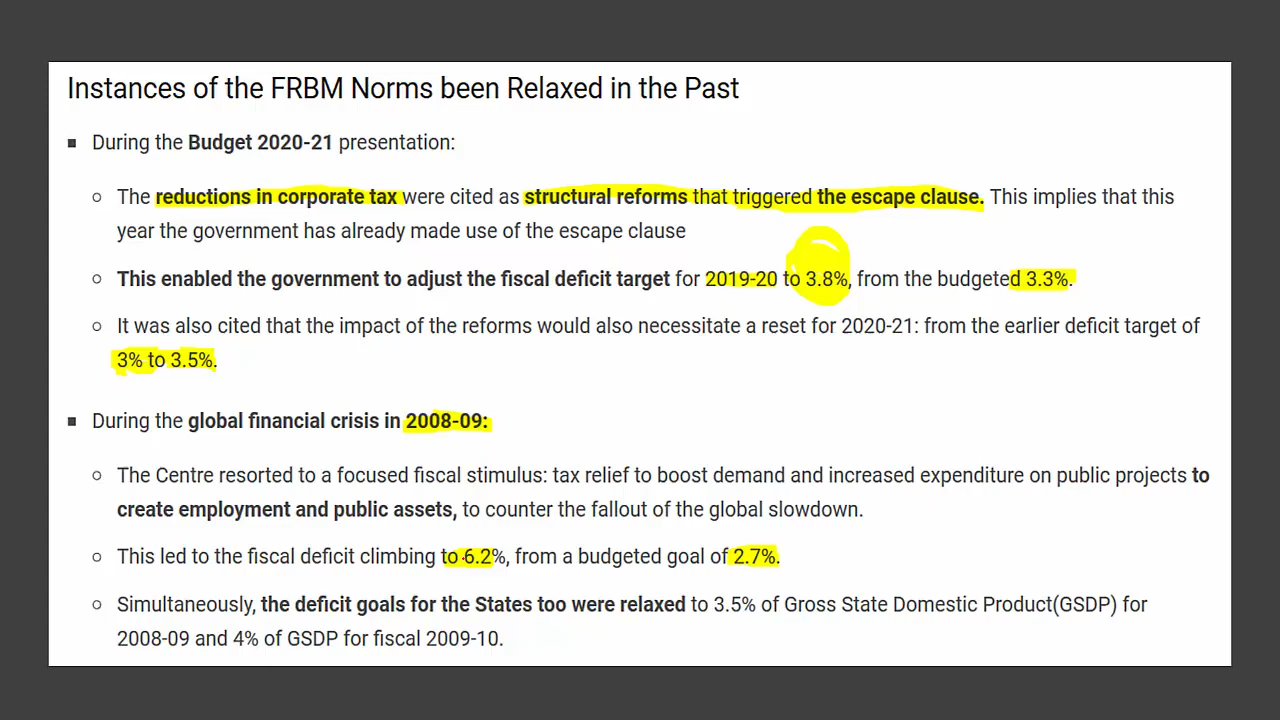 Instances of the FRBM Norms been Relaxed in the Past
During the Budget 2020-21 presentation:
The reductions in corporate tax were cited as structural reforms that triggered the escape clause. This implies that this
year the government has already made use of the escape clause
This enabled the government to adjust the fiscal deficit target for 2019-20 to 3.8%, from the budgeted 3.3%.
It was also cited that the impact of the reforms would also necessitate a reset for 2020-21: from the earlier deficit target of
3% to 3.5%.
During the global financial crisis in 2008-09:
The Centre resorted to a focused fiscal stimulus: tax relief to boost demand and increased expenditure on public projects to
create employment and public assets, to counter the fallout of the global slowdown.
This led to the fiscal deficit climbing to 6.2%, from a budgeted goal of 2.7%.
Simultaneously, the deficit goals for the States too were relaxed to 3.5% of Gross State Domestic Product(GSDP) for
2008-09 and 4% of GSDP for fiscal 2009-10.